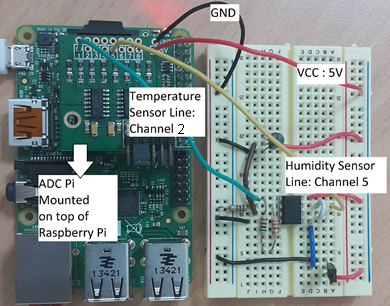 GND
VCC : 5V
Temperature
Sensor Line:
Channel 2
Humidity Sensor
Line: Channel 5
ADC Pi
Mounted
on top of
Raspberry Pi
13421
13421